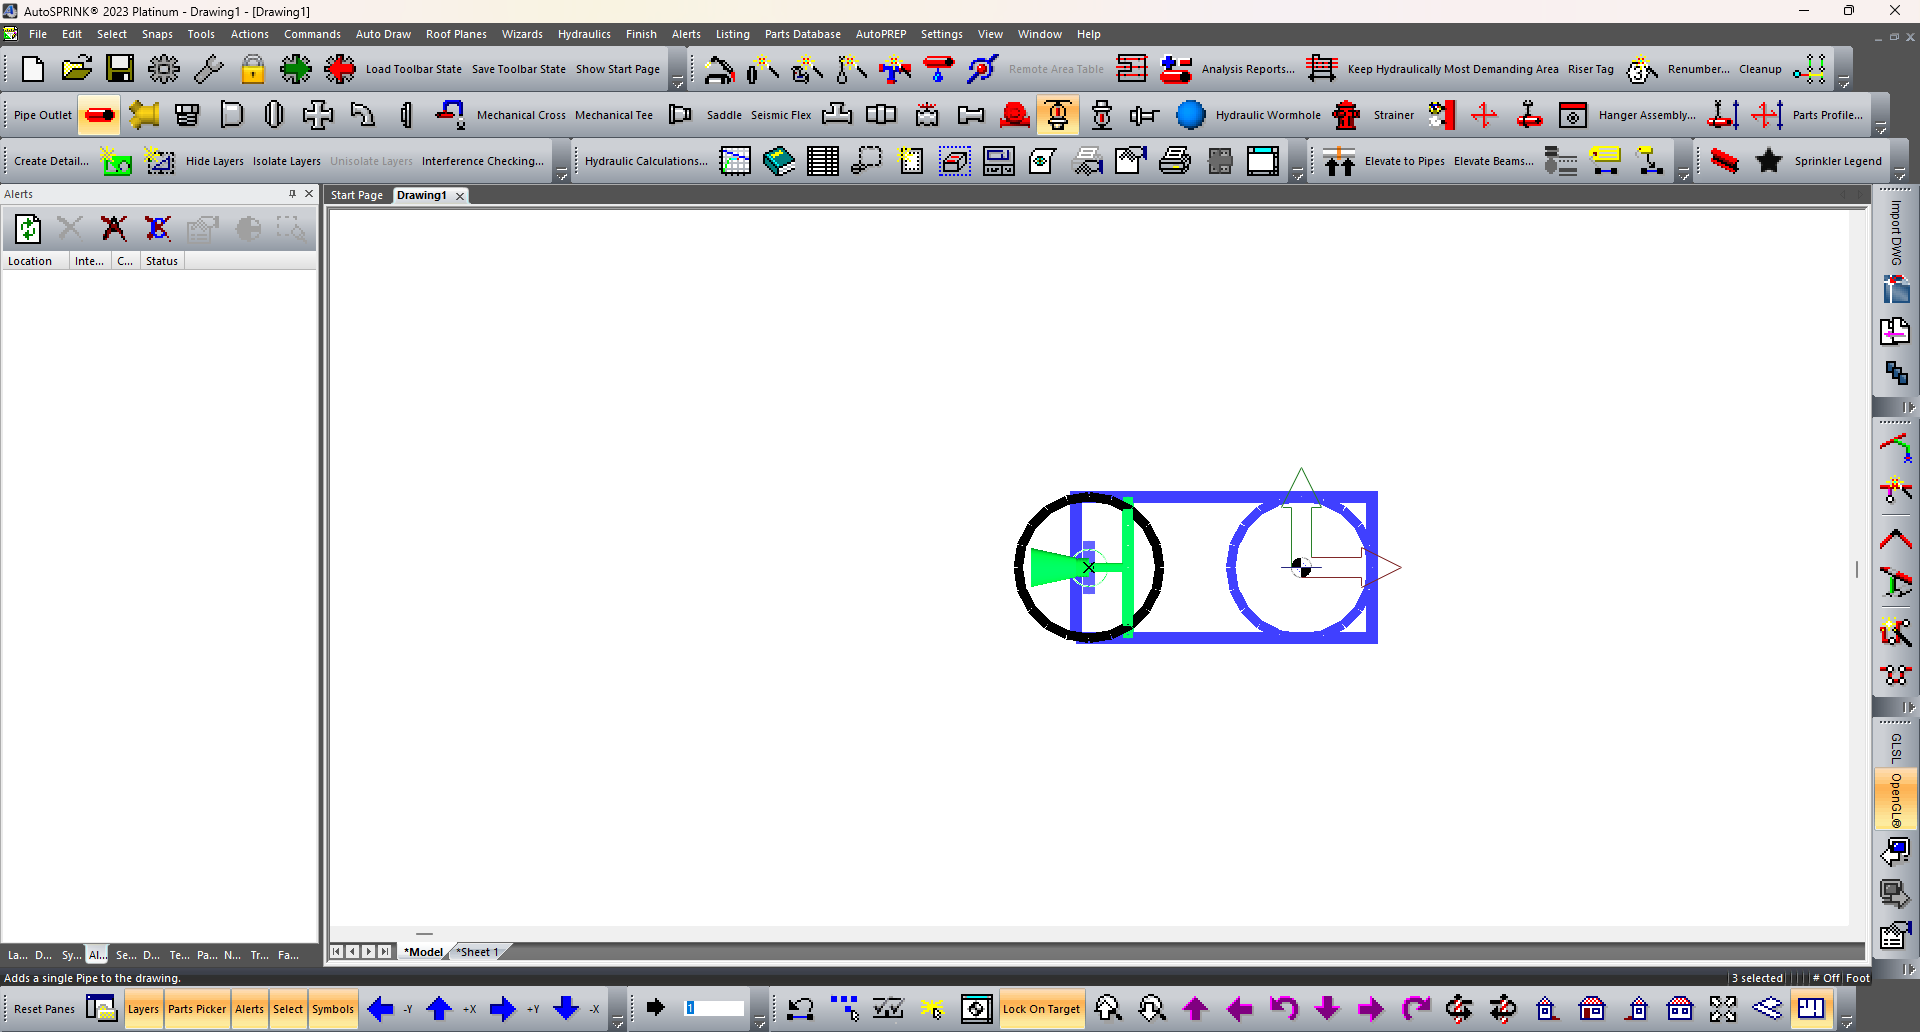 AutoSPRINK® 2023 Platinum - Drawing1 - [Drawing1]
File Edit Select Snaps Tools Actions Commands Auto Draw Roof Planes Wizards Hydraulics Finish Alerts Listing Parts Database AutoPREP Settings View Window Help
Load Toolbar State Save Toolbar State Show Start Page Remote Area Table Analysis Reports... Keep Hydraulically Most Demanding Area Riser Tag Renumber... Cleanup
Pipe Outlet Mechanical Cross Mechanical Tee Saddle Seismic Flex Hydraulic Wormhole Strainer Hanger Assembly... Parts Profile...
Create Detail... Hide Layers Isolate Layers Unisolate Layers Interference Checking... Hydraulic Calculations... Elevate to Pipes Elevate Beams... Sprinkler Legend
Alerts
Start Page Drawing1
Location Inte... C... Status
Import DWG
GLSL
OpenGL®
La... D... Sy... Al... Se... D... Te... Pa... N... Tr... Fa...
*Model *Sheet 1
Adds a single Pipe to the drawing.
3 selected # Off Foot
Reset Panes Layers Parts Picker Alerts Select Symbols -Y +X +Y -X 1 Lock On Target